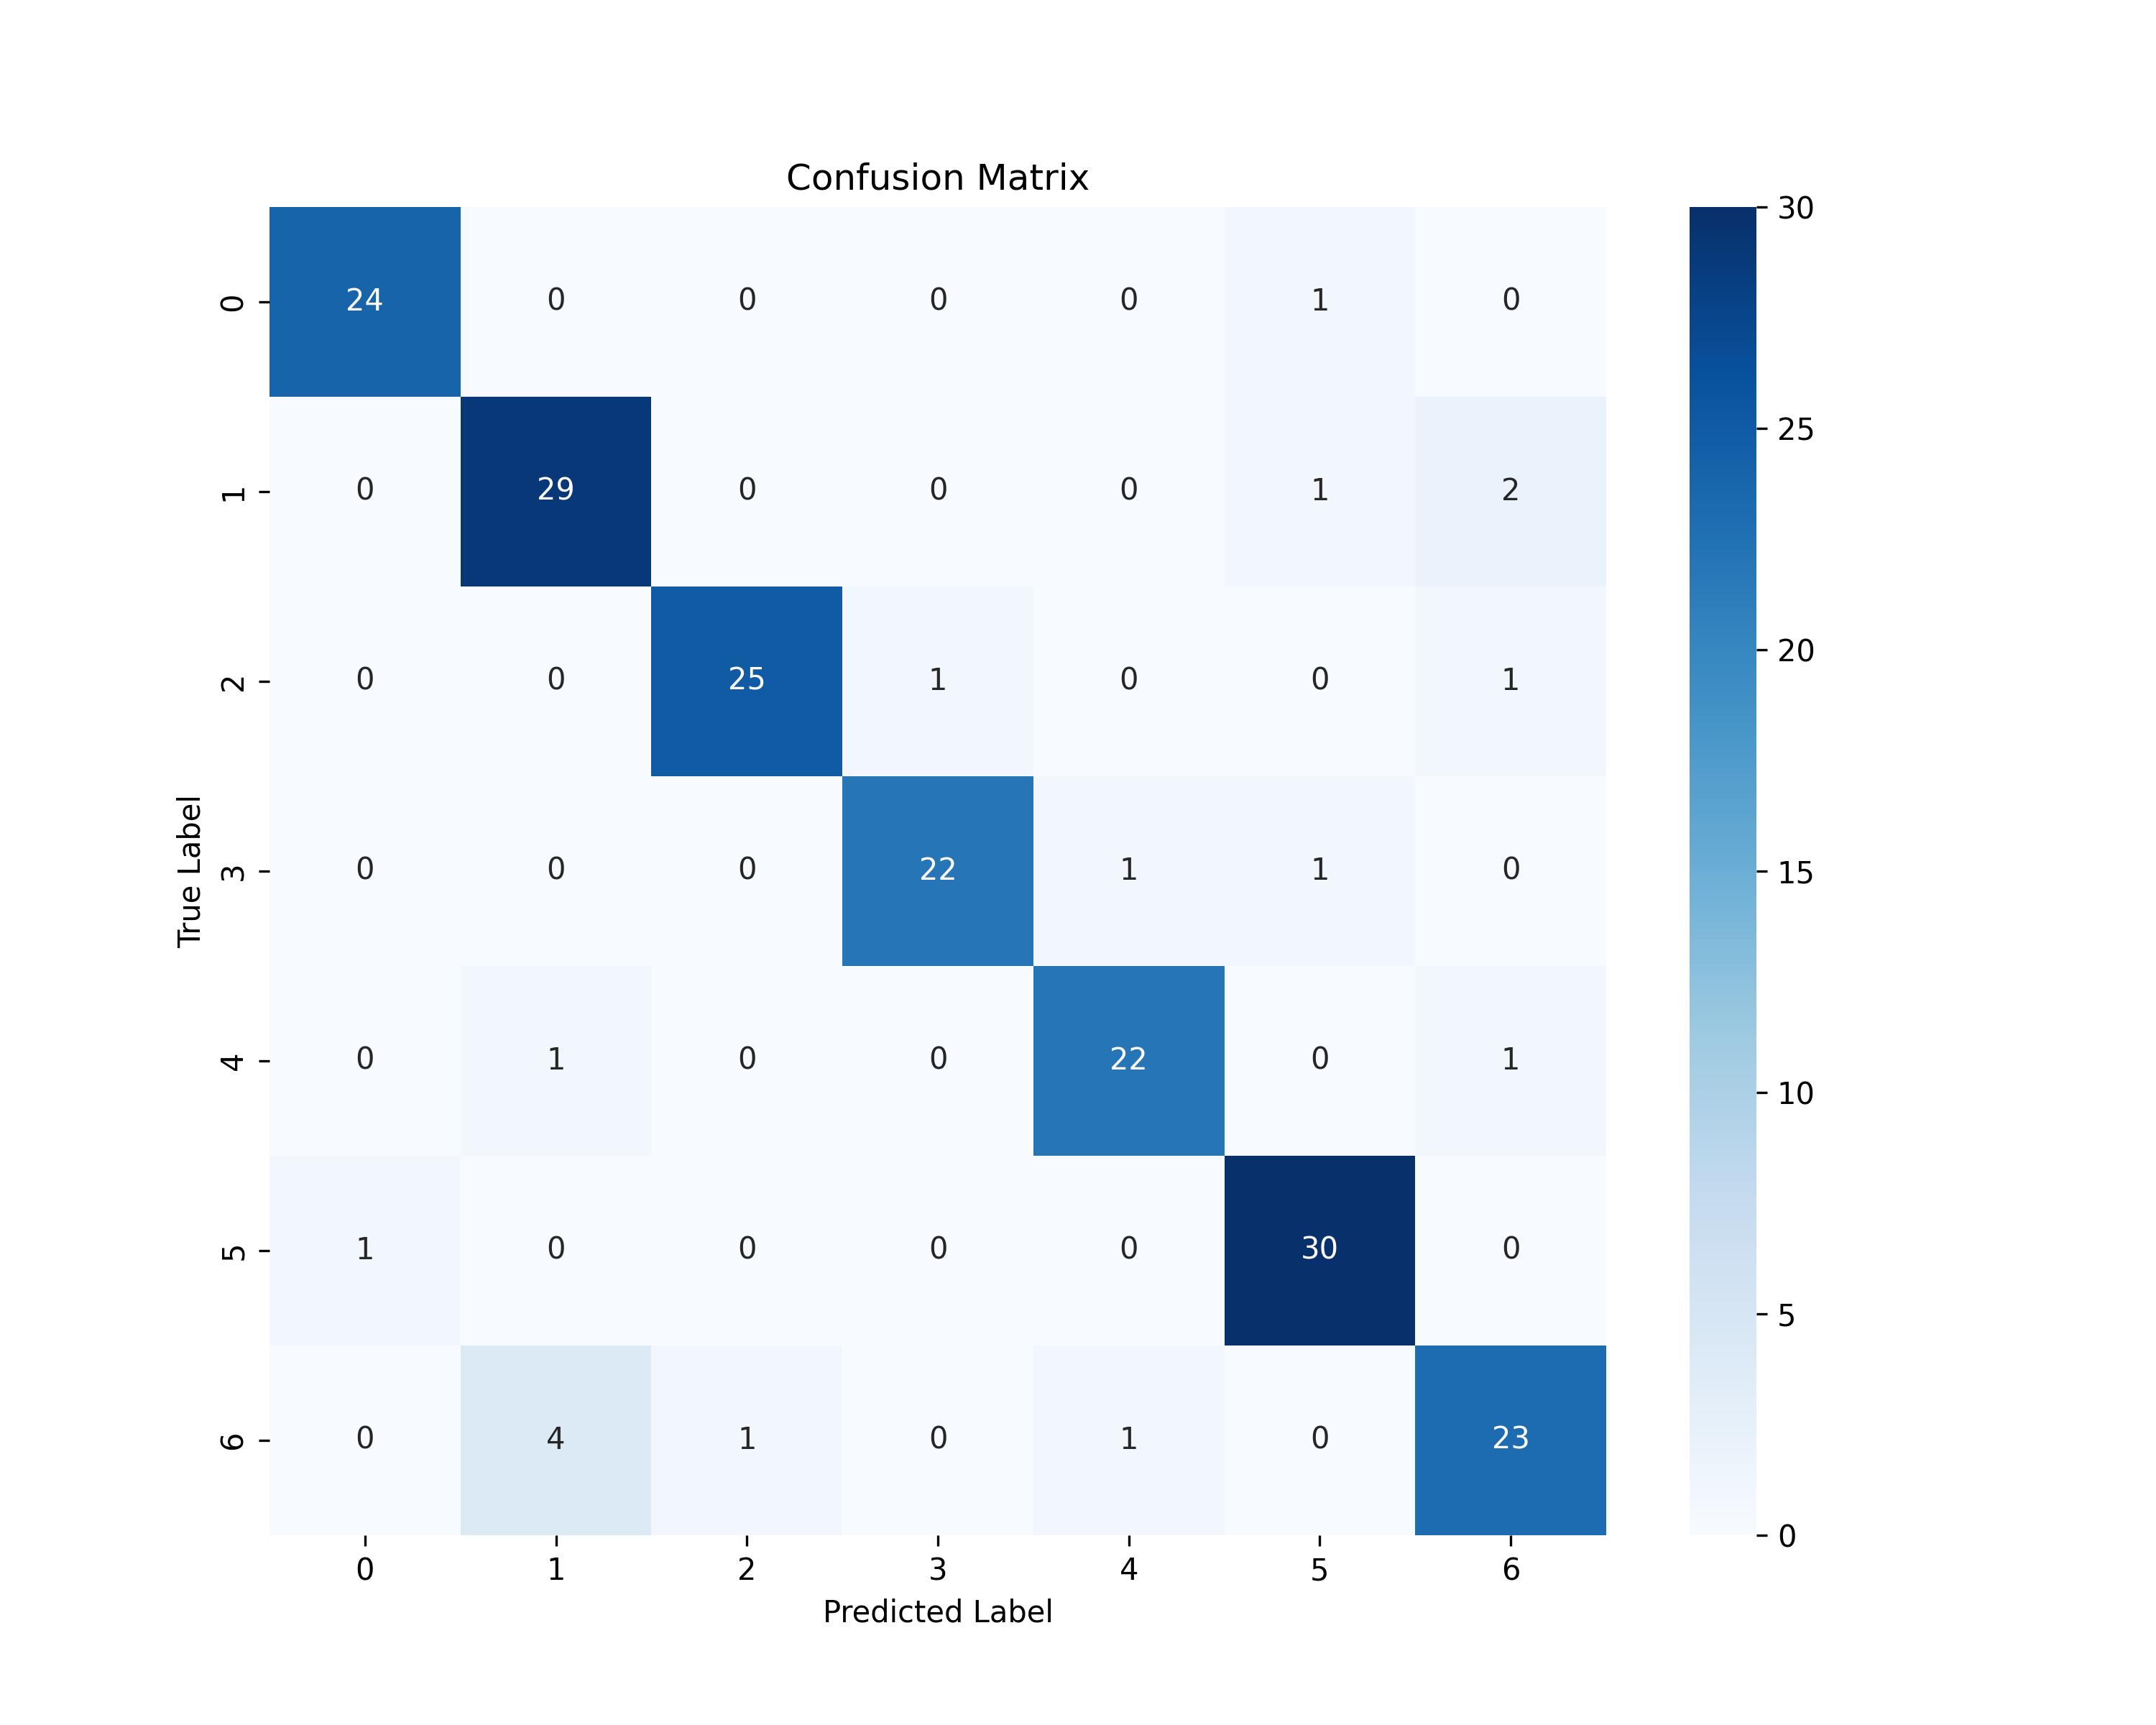 Confusion Matrix
24 0 0 0 0 1 0
0 29 0 0 0 1 2
0 0 25 1 0 0 1
0 0 0 22 1 1 0
0 1 0 0 22 0 1
1 0 0 0 0 30 0
0 4 1 0 1 0 23
0
1
2
3
4
5
6
True Label
0 1 2 3 4 5 6
Predicted Label
30
25
20
15
10
5
0